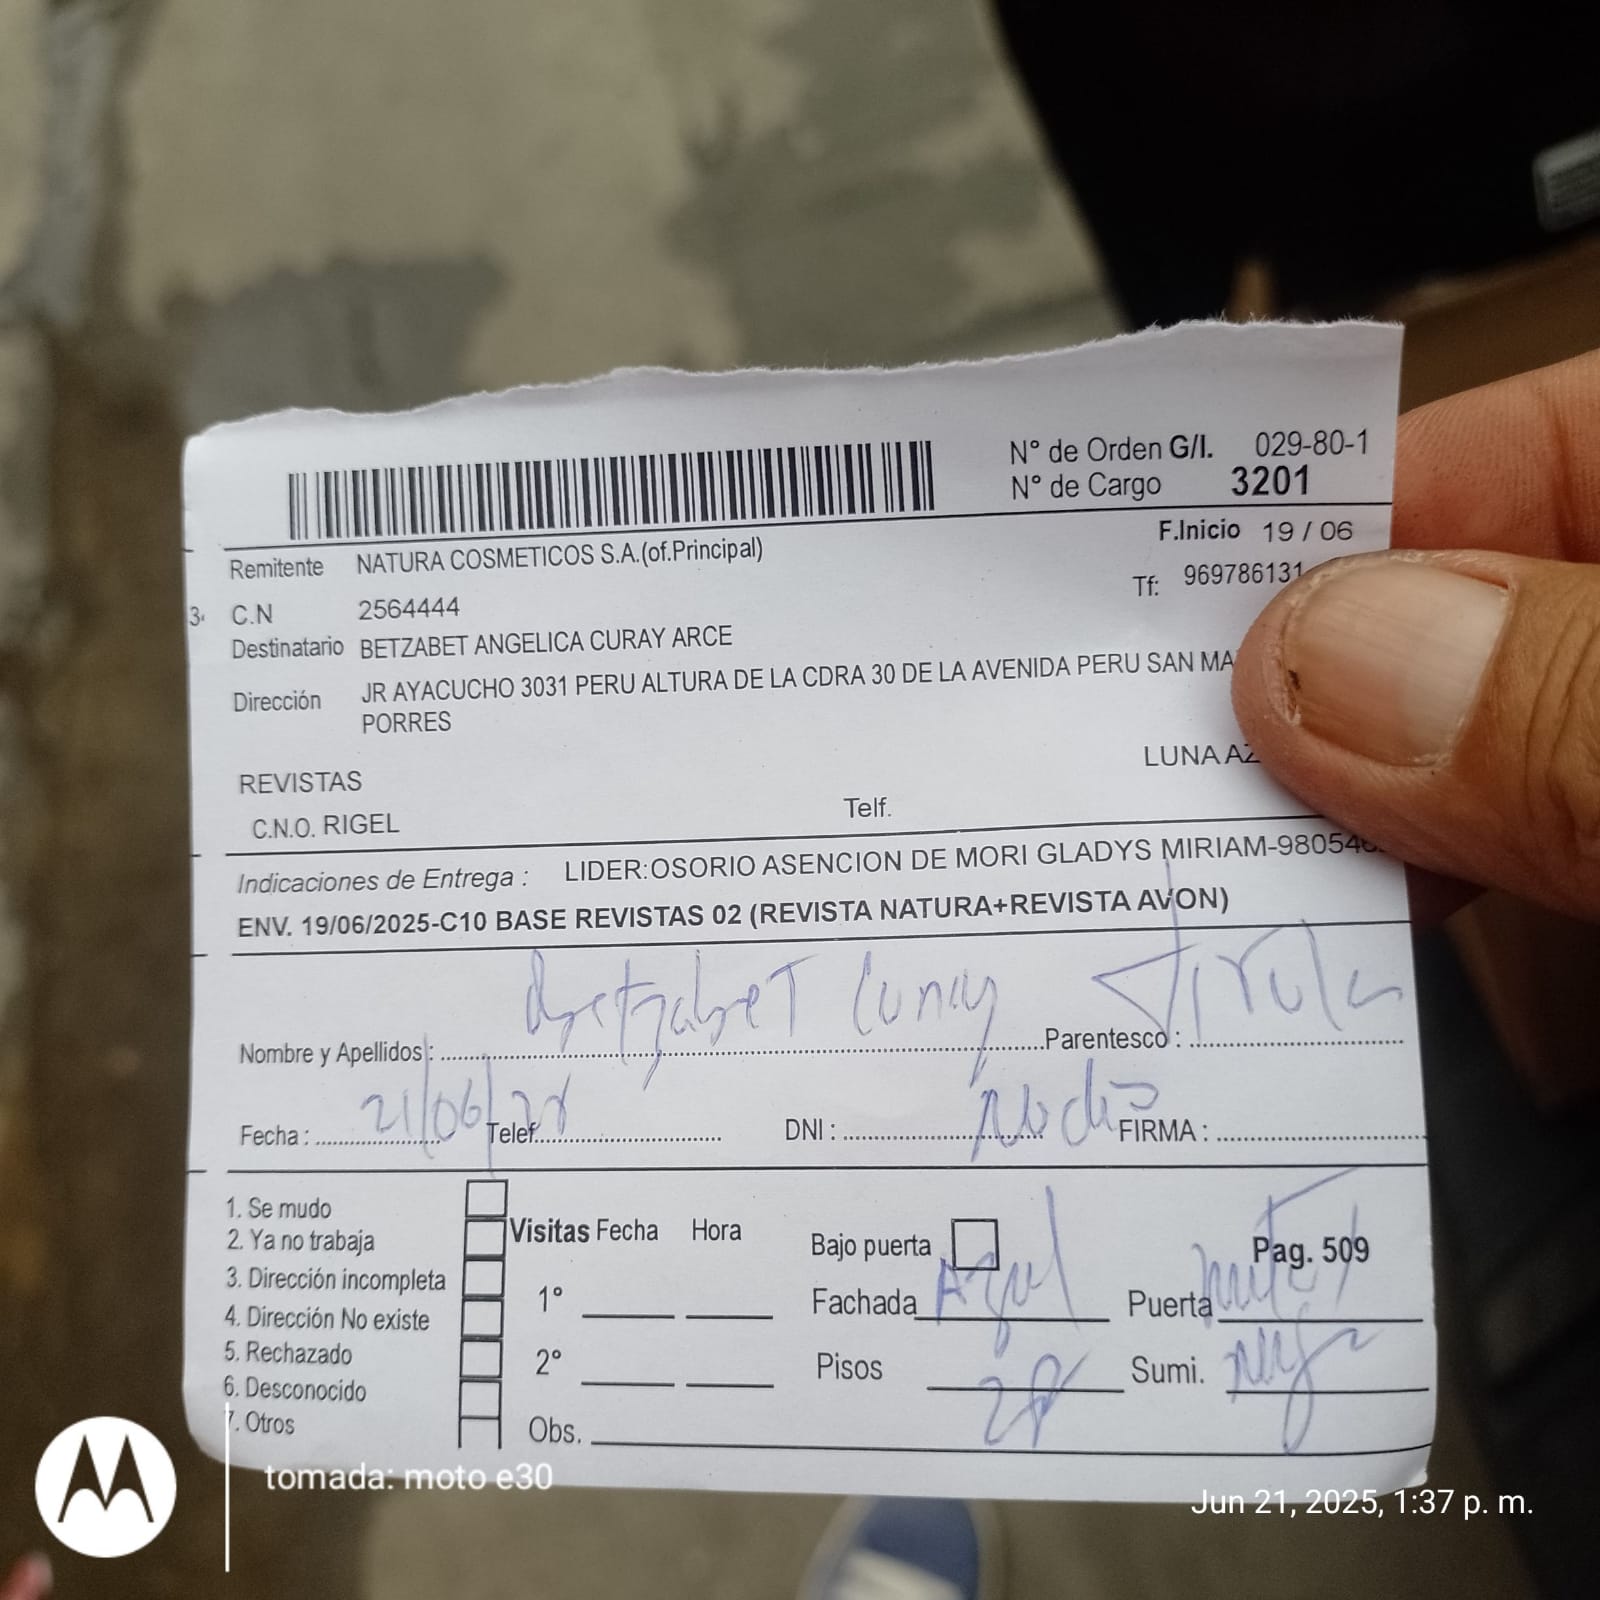 N° de Orden G/I. 029-80-1
N° de Cargo 3201
F.Inicio 19 / 06
Remitente NATURA COSMETICOS S.A.(of.Principal)
Tf: 969786131
3. C.N 2564444
Destinatario BETZABET ANGELICA CURAY ARCE
Dirección JR AYACUCHO 3031 PERU ALTURA DE LA CDRA 30 DE LA AVENIDA PERU SAN MA
PORRES
LUNA AZ
REVISTAS
Telf.
C.N.O. RIGEL
Indicaciones de Entrega : LIDER:OSORIO ASENCION DE MORI GLADYS MIRIAM-98054
ENV. 19/06/2025-C10 BASE REVISTAS 02 (REVISTA NATURA+REVISTA AVON)
Nombre y Apellidos : Betzabet Curay Parentesco : Titular
Fecha : 21/06/ Telef. DNI : No dio FIRMA :
1. Se mudo
2. Ya no trabaja
3. Dirección incompleta
4. Dirección No existe
5. Rechazado
6. Desconocido
7. Otros
Visitas Fecha Hora
1°
2°
Obs.
Bajo puerta Pag. 509
Fachada Azul Puerta
Pisos 2P Sumi.
tomada: moto e30
Jun 21, 2025, 1:37 p. m.